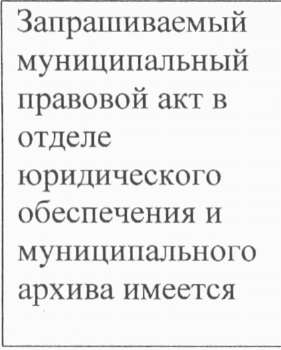 Запрашиваемый
муниципальный
правовой акт в
отделе
юридического
обеспечения и
муниципального
архива имеется